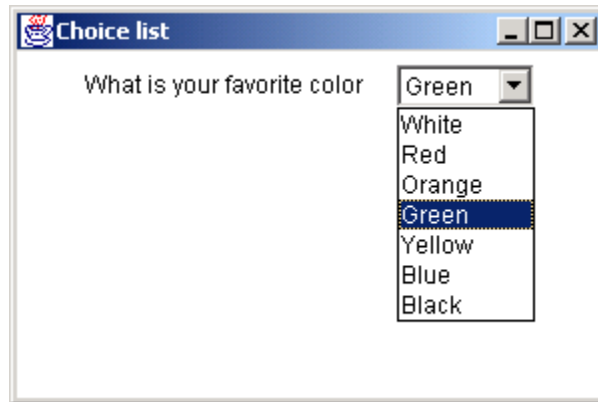 Choice list
What is your favorite color Green
White
Red
Orange
Green
Yellow
Blue
Black